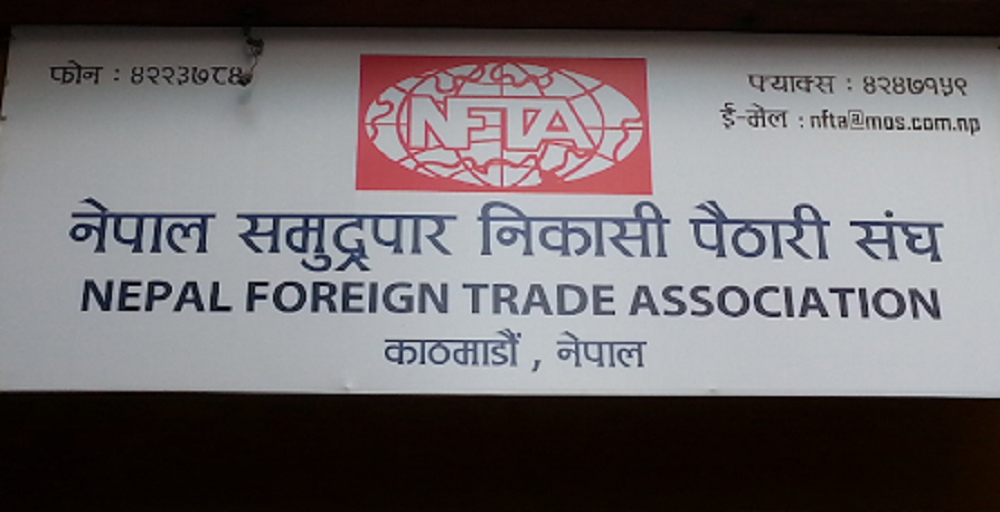 फोन : ४२२३७८४
NFTA
फ्याक्स : ४२४७१५९
ई-मेल : nfta@mos.com.np
नेपाल समुद्रपार निकासी पैठारी संघ
NEPAL FOREIGN TRADE ASSOCIATION
काठमाडौं , नेपाल